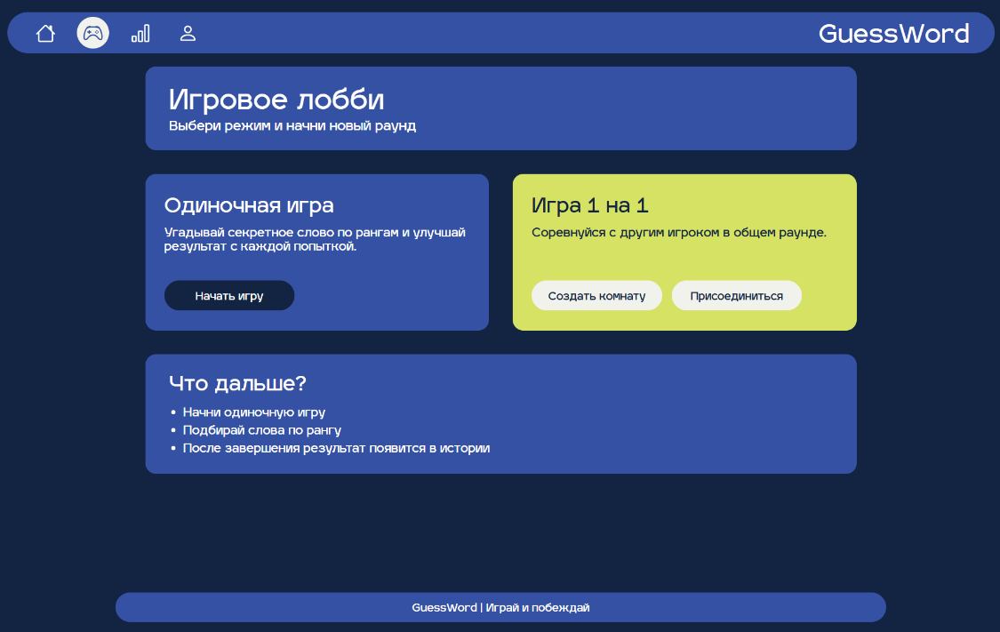 GuessWord
Игровое лобби
Выбери режим и начни новый раунд
Одиночная игра
Угадывай секретное слово по рангам и улучшай
результат с каждой попыткой.
Начать игру
Игра 1 на 1
Соревнуйся с другим игроком в общем раунде.
Создать комнату
Присоединиться
Что дальше?
• Начни одиночную игру
• Подбирай слова по рангу
• После завершения результат появится в истории
GuessWord | Играй и побеждай